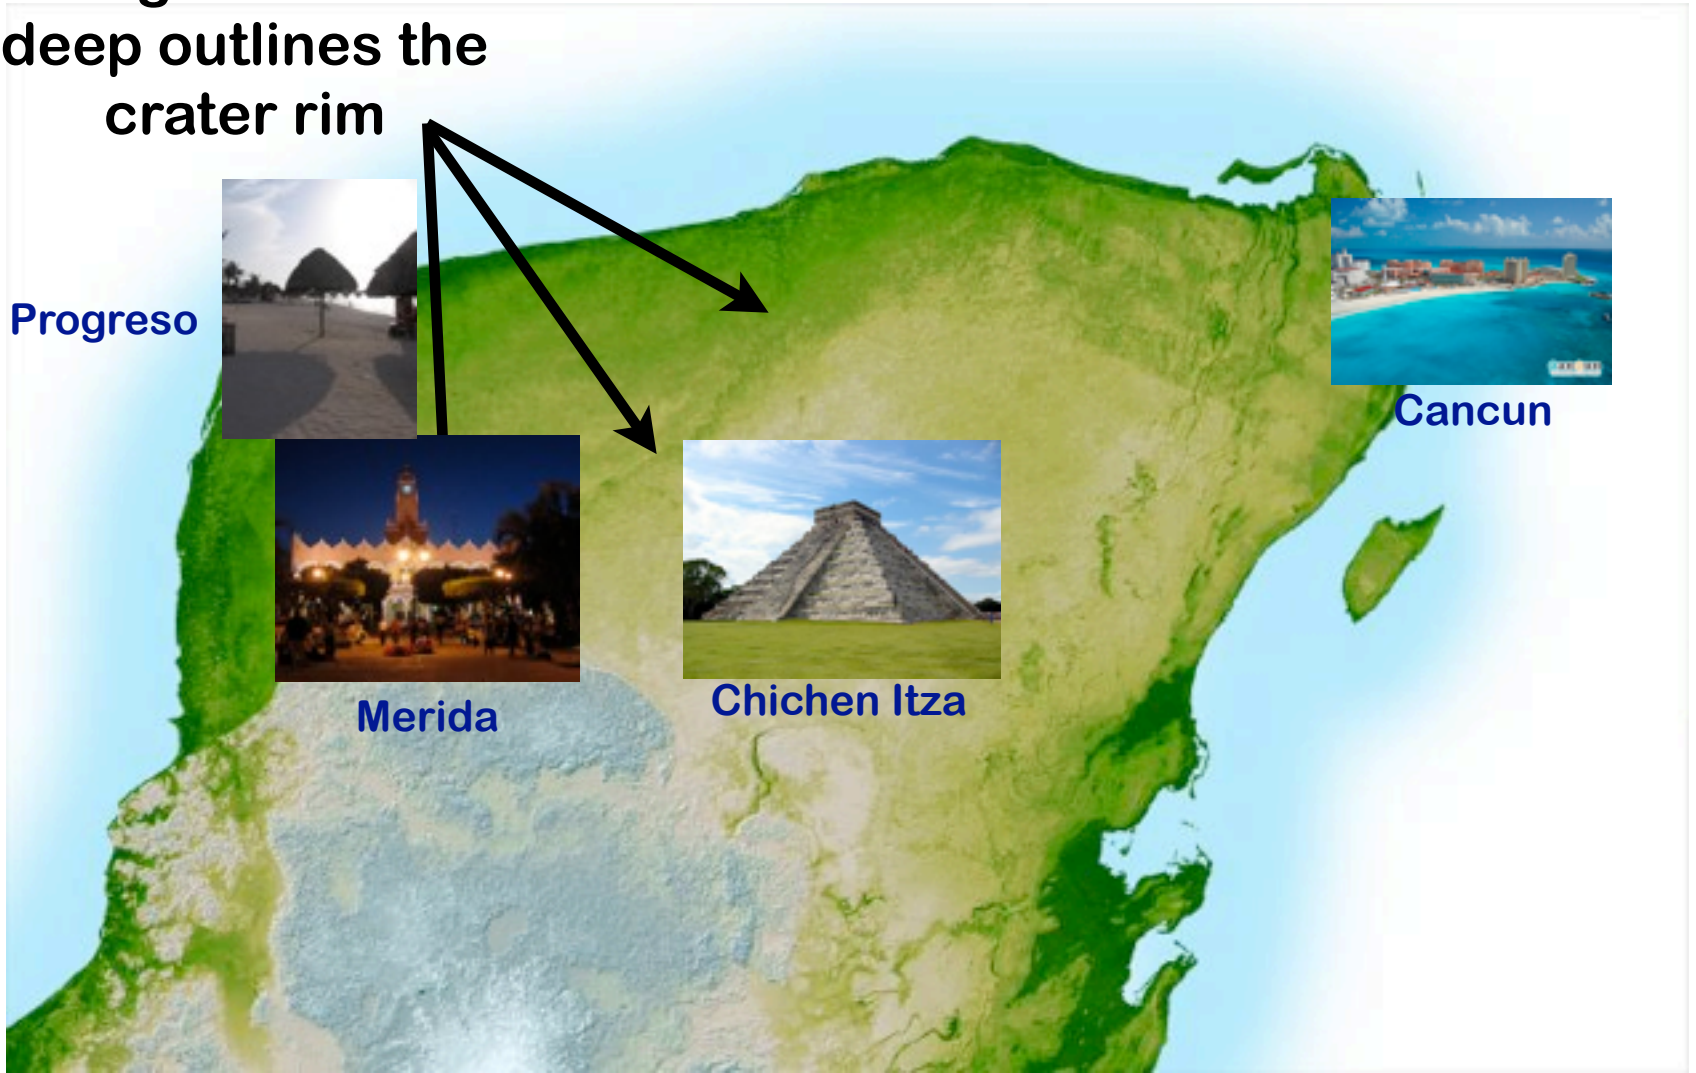 deep outlines the
crater rim
Progreso
Cancun
Merida
Chichen Itza